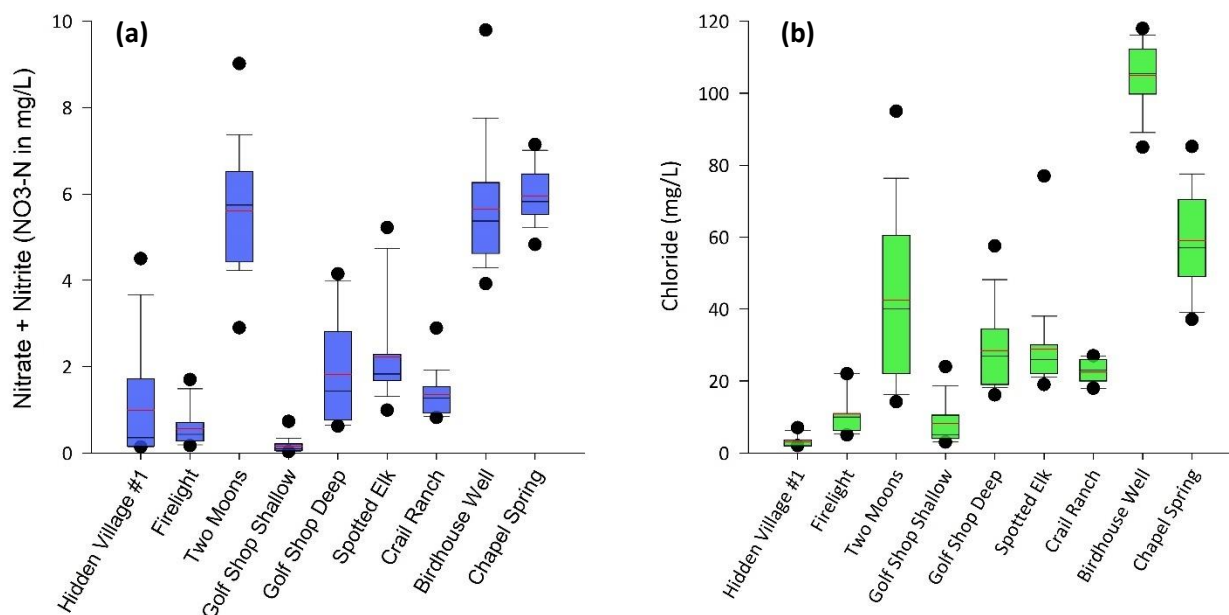 (a)
Nitrate + Nitrite (NO3-N in mg/L)
10
8
6
4
2
0
Hidden Village #1
Firelight
Two Moons
Golf Shop Shallow
Golf Shop Deep
Spotted Elk
Crail Ranch
Birdhouse Well
Chapel Spring
(b)
Chloride (mg/L)
120
100
80
60
40
20
0
Hidden Village #1
Firelight
Two Moons
Golf Shop Shallow
Golf Shop Deep
Spotted Elk
Crail Ranch
Birdhouse Well
Chapel Spring